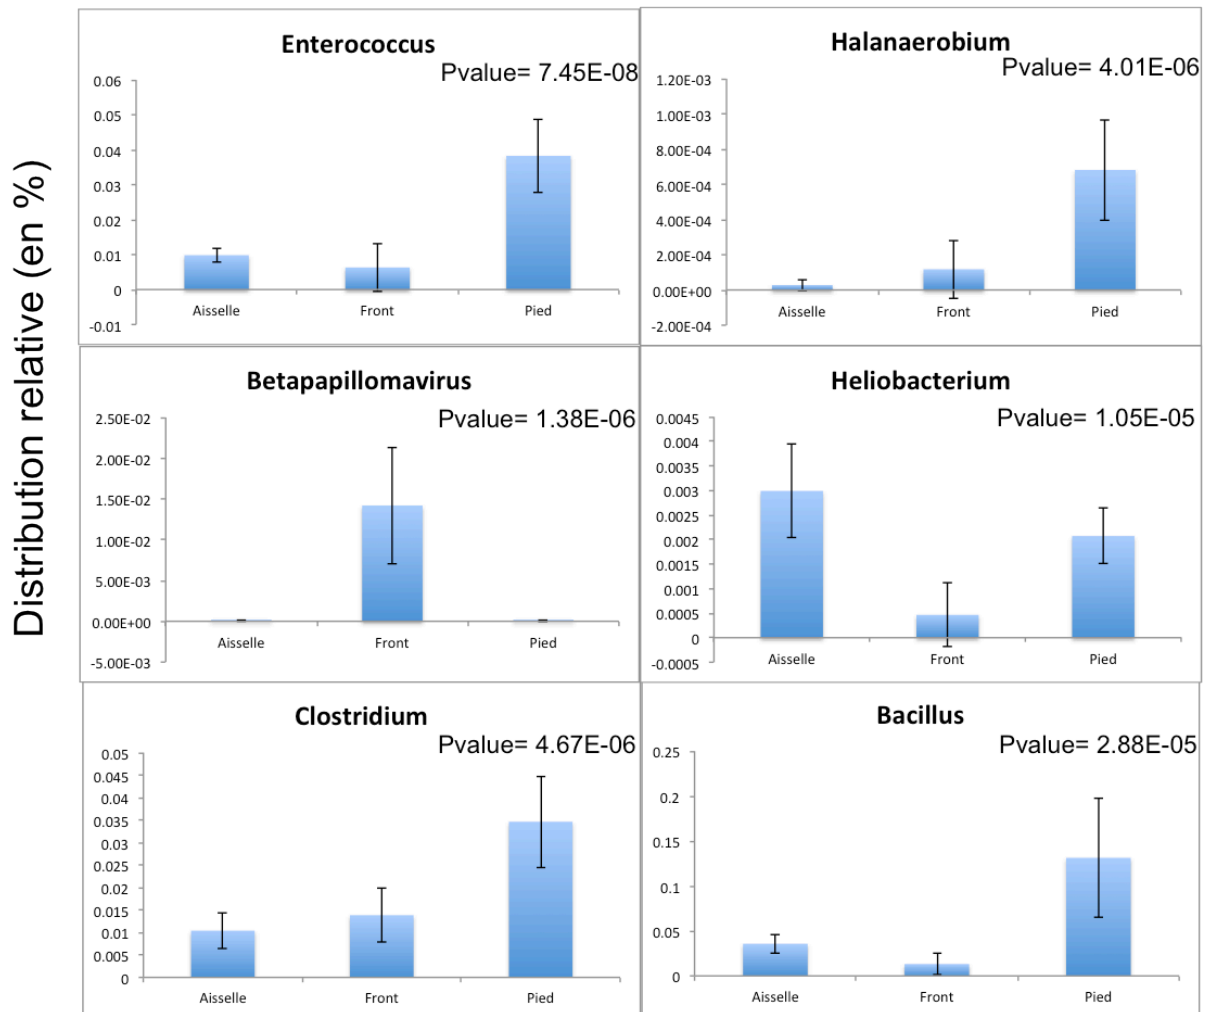 Distribution relative (en %)
Enterococcus
Pvalue= 7.45E-08
0.06
0.05
0.04
0.03
0.02
0.01
0
-0.01
Aisselle Front Pied
Halanaerobium
Pvalue= 4.01E-06
1.20E-03
1.00E-03
8.00E-04
6.00E-04
4.00E-04
2.00E-04
0.00E+00
-2.00E-04
Aisselle Front Pied
Betapapillomavirus
Pvalue= 1.38E-06
2.50E-02
2.00E-02
1.50E-02
1.00E-02
5.00E-03
0.00E+00
-5.00E-03
Aisselle Front Pied
Heliobacterium
Pvalue= 1.05E-05
0.0045
0.004
0.0035
0.003
0.0025
0.002
0.0015
0.001
0.0005
0
-0.0005
Aisselle Front Pied
Clostridium
Pvalue= 4.67E-06
0.05
0.045
0.04
0.035
0.03
0.025
0.02
0.015
0.01
0.005
0
Aisselle Front Pied
Bacillus
Pvalue= 2.88E-05
0.25
0.2
0.15
0.1
0.05
0
Aisselle Front Pied